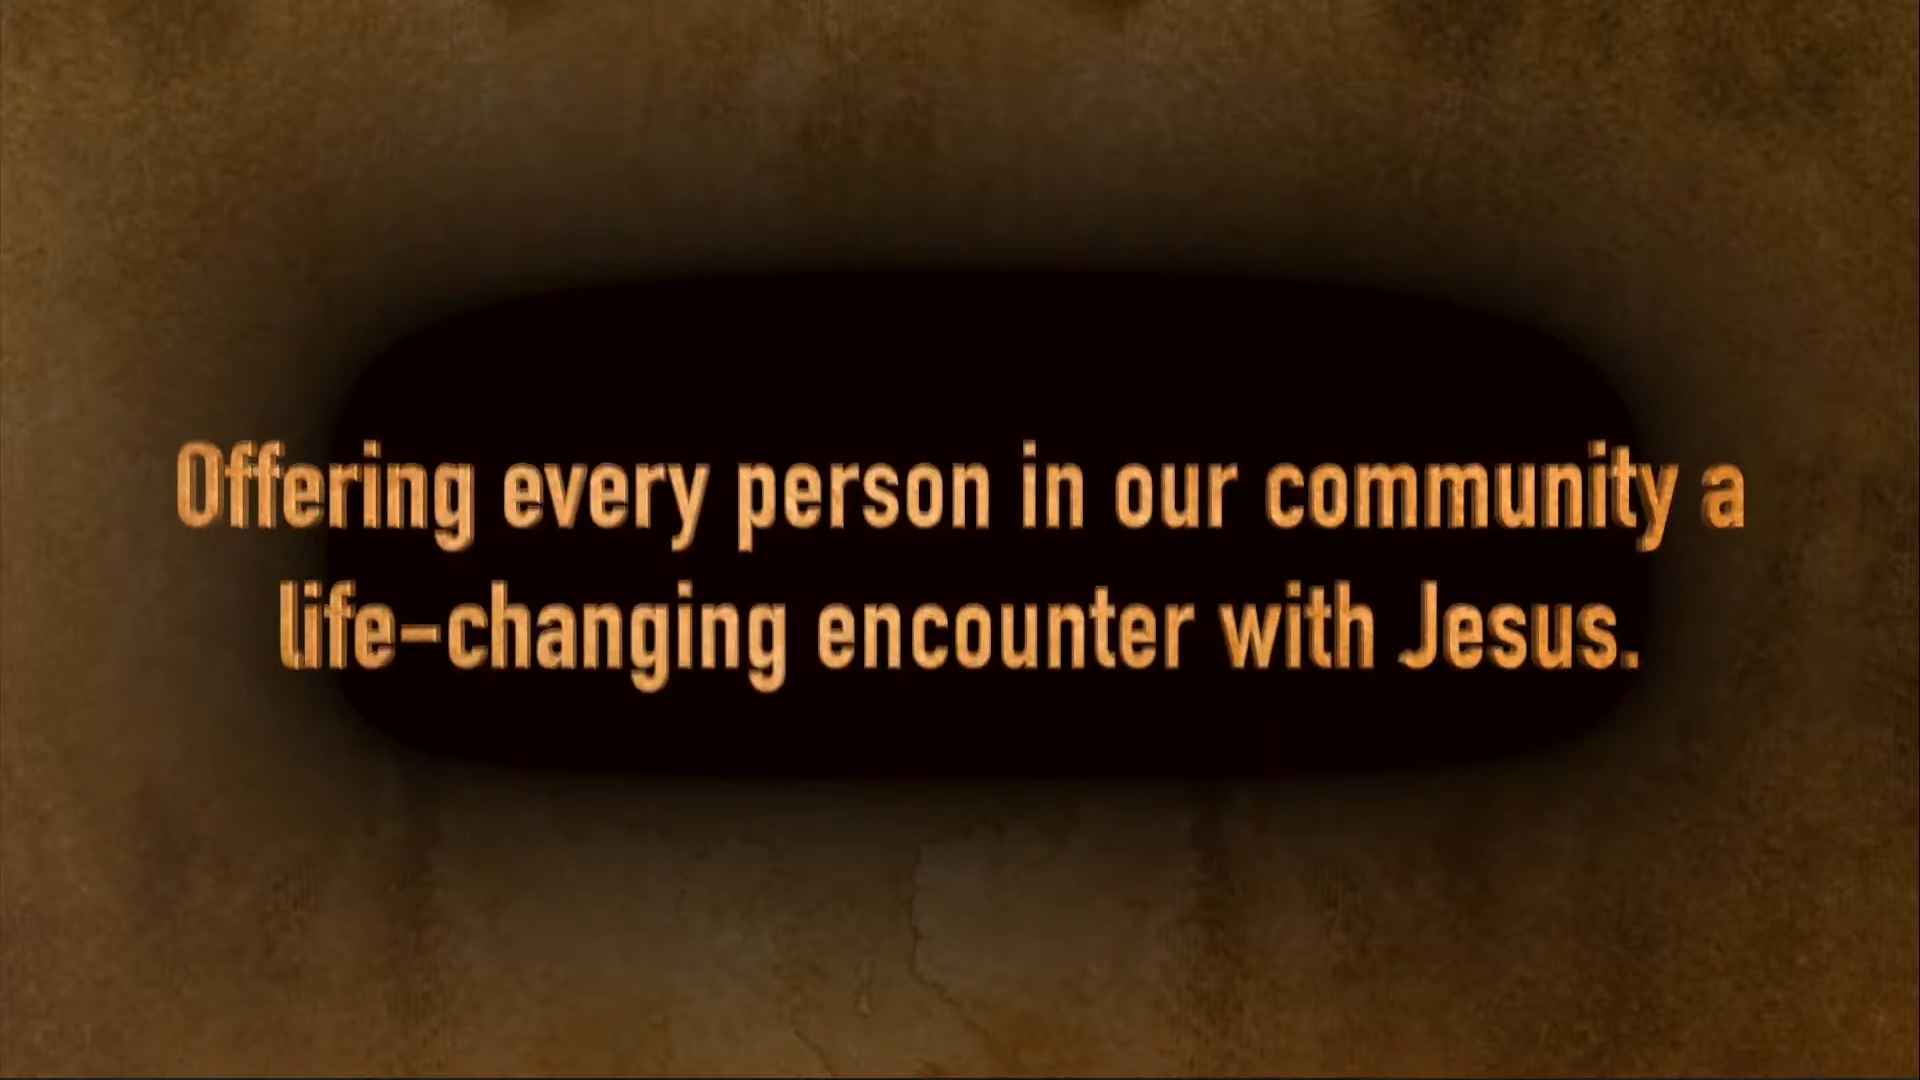 Offering every person in our community a
life-changing encounter with Jesus.